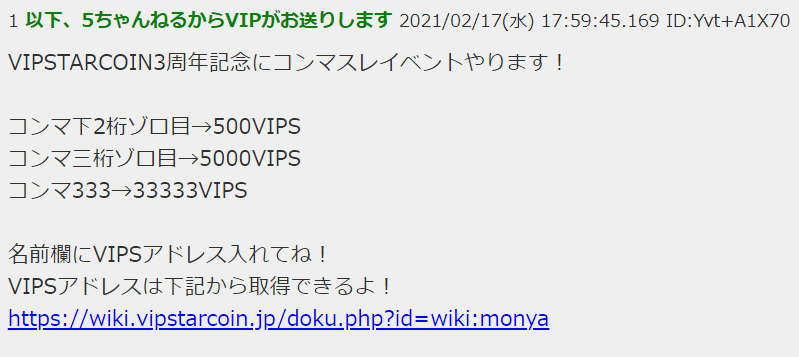 1 以下、5ちゃんねるからVIPがお送りします 2021/02/17(水) 17:59:45.169 ID:Yvt+A1X70
VIPSTARCOIN3周年記念にコンマスレイベントやります！
コンマ下2桁ゾロ目→500VIPS
コンマ三桁ゾロ目→5000VIPS
コンマ333→33333VIPS
名前欄にVIPSアドレス入れてね！
VIPSアドレスは下記から取得できるよ！
https://wiki.vipstarcoin.jp/doku.php?id=wiki:monya